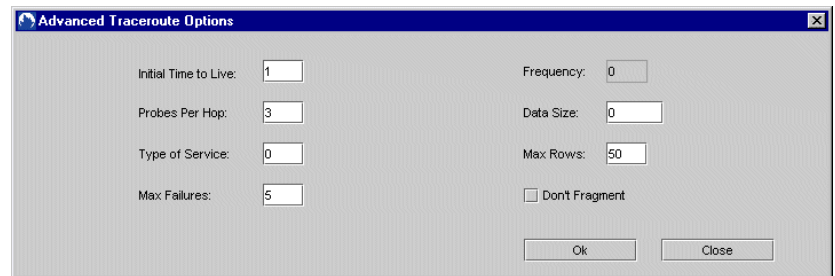 Advanced Traceroute Options
Initial Time to Live: 1
Frequency: 0
Probes Per Hop: 3
Data Size: 0
Type of Service: 0
Max Rows: 50
Max Failures: 5
Don't Fragment
Ok
Close